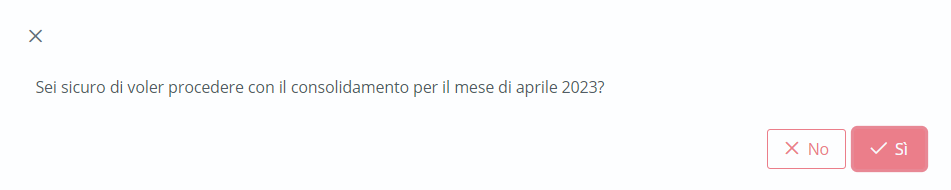 Sei sicuro di voler procedere con il consolidamento per il mese di aprile 2023?
No
Sì